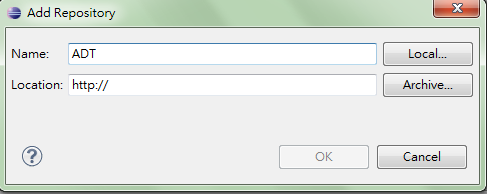 Add Repository
Name: ADT Local...
Location: http:// Archive...
? OK Cancel